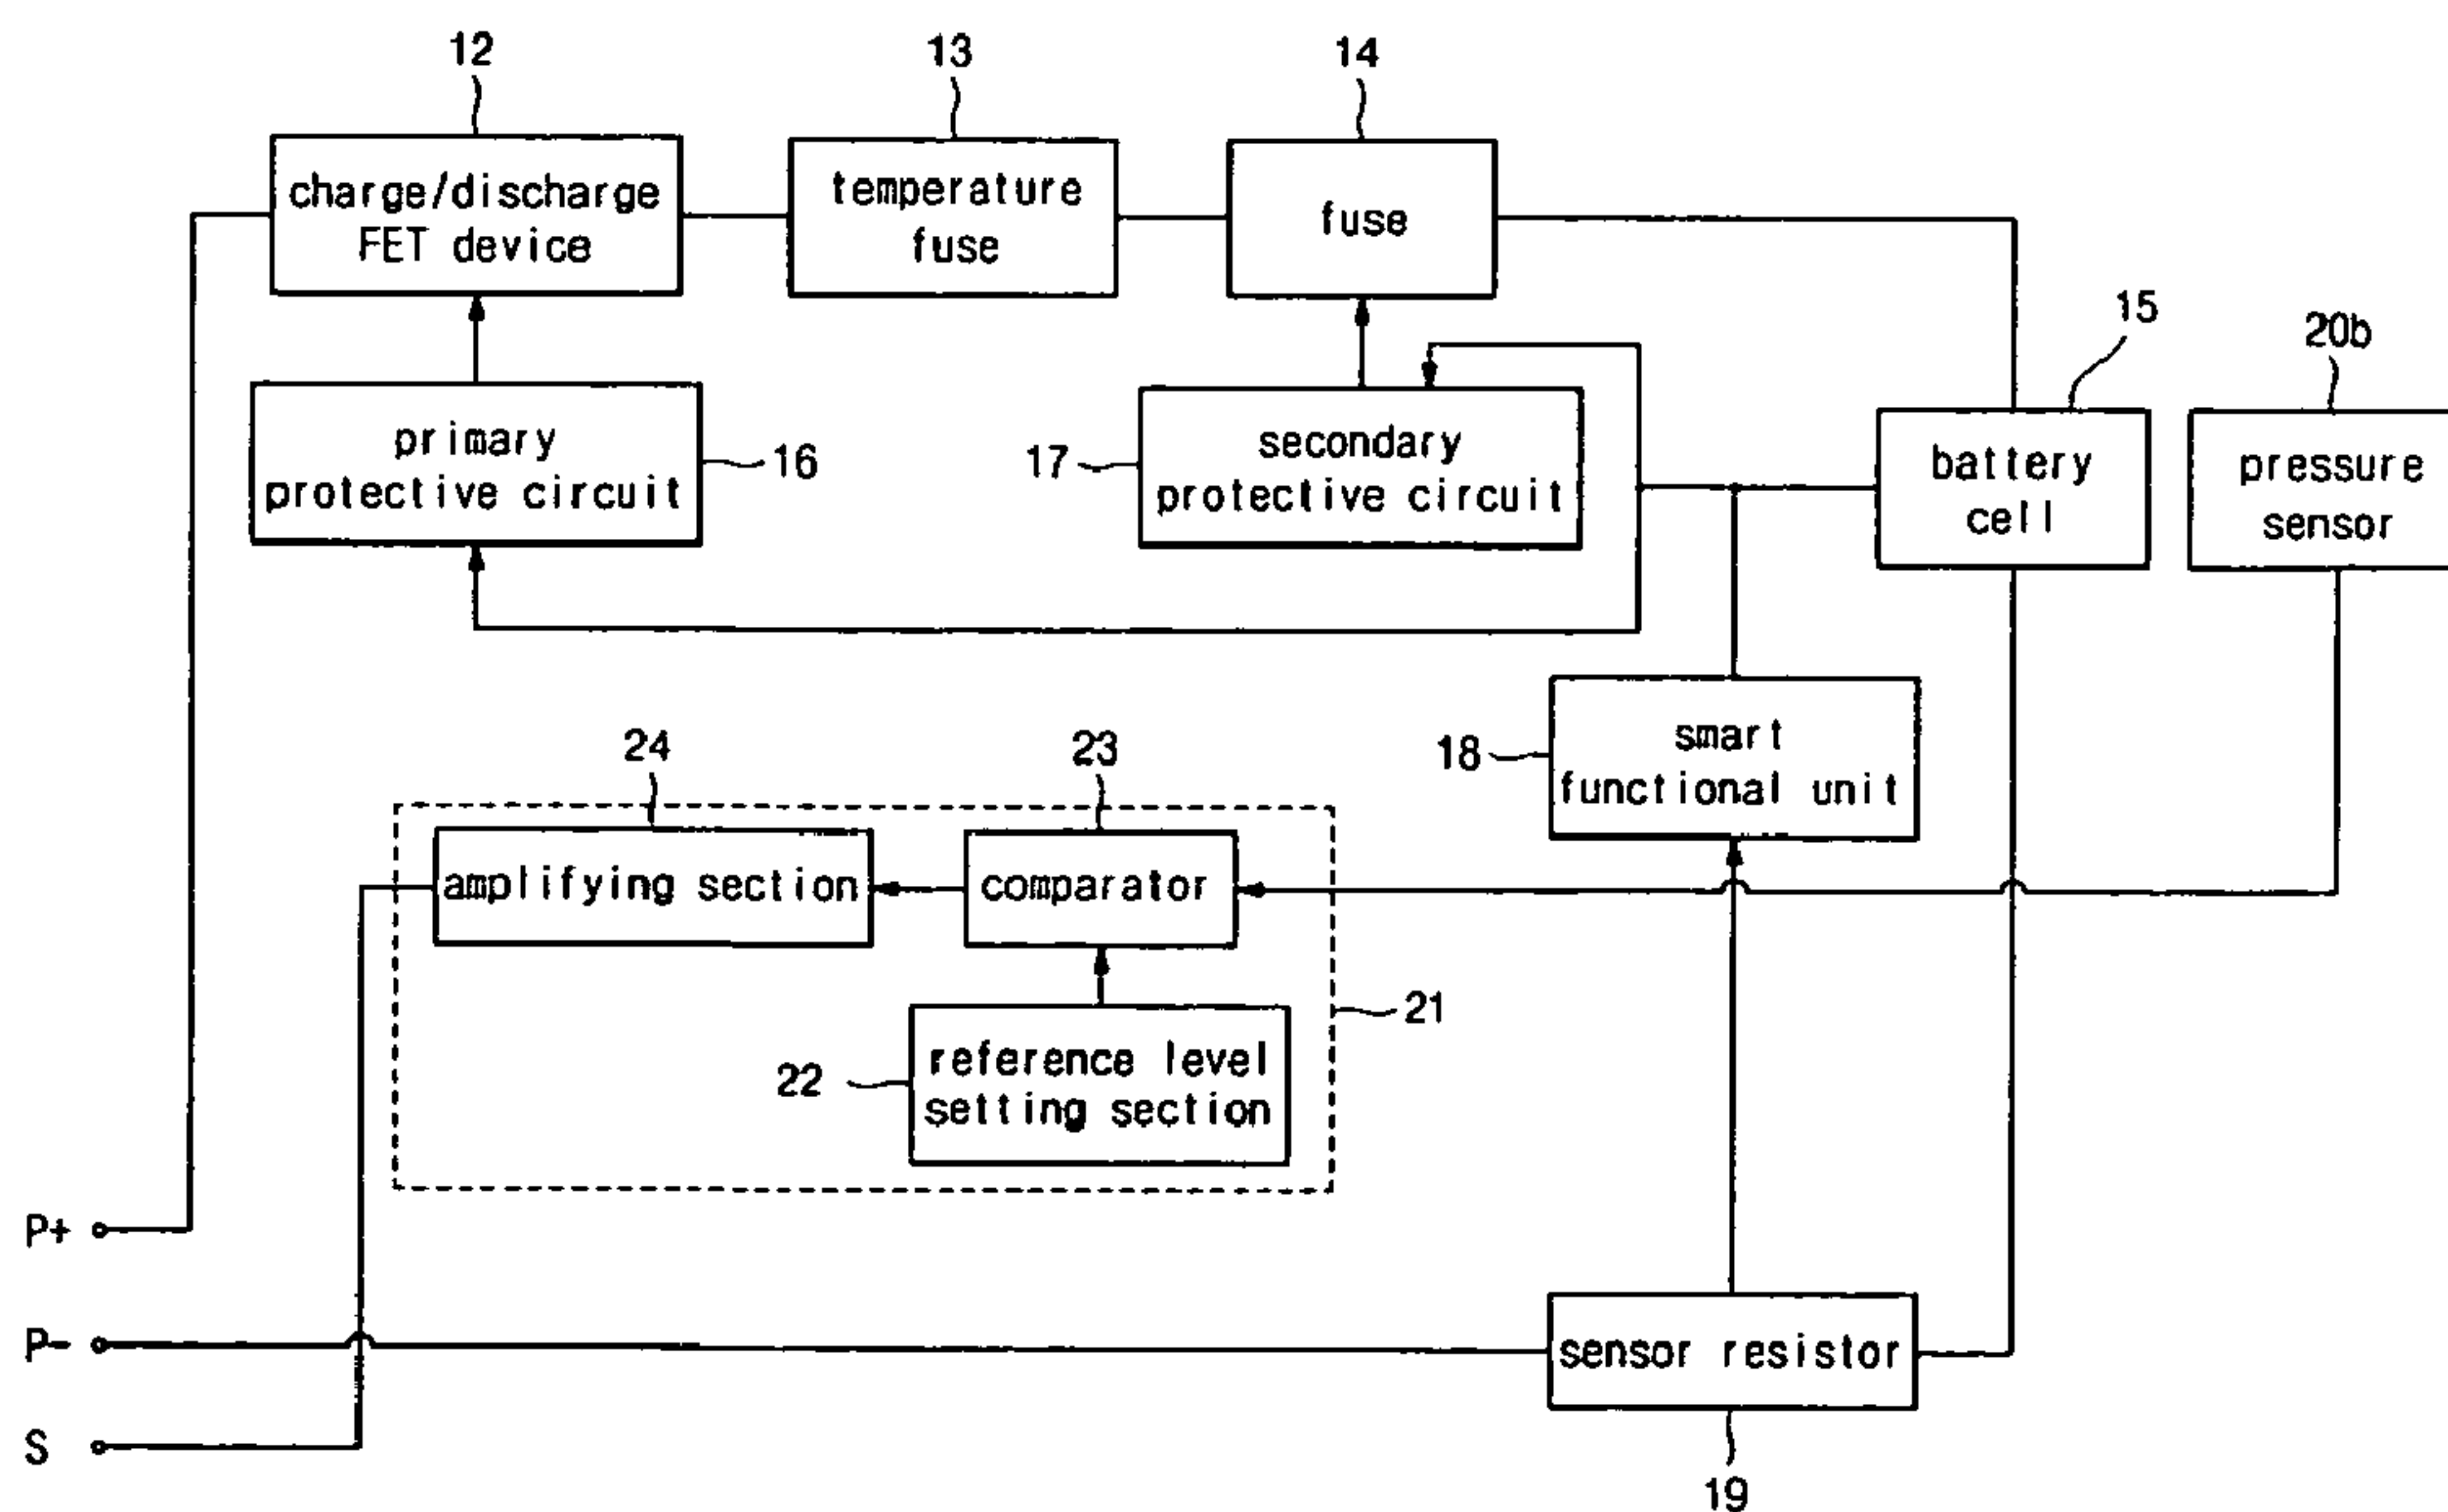 12
13
14
charge/discharge
FET device
temperature
fuse
fuse
15
20b
primary
protective circuit
16
17
secondary
protective circuit
battery
cell
pressure
sensor
24
23
18
smart
functional unit
amplifying section
comparator
21
22
reference level
setting section
P+
P-
sensor resistor
S
19